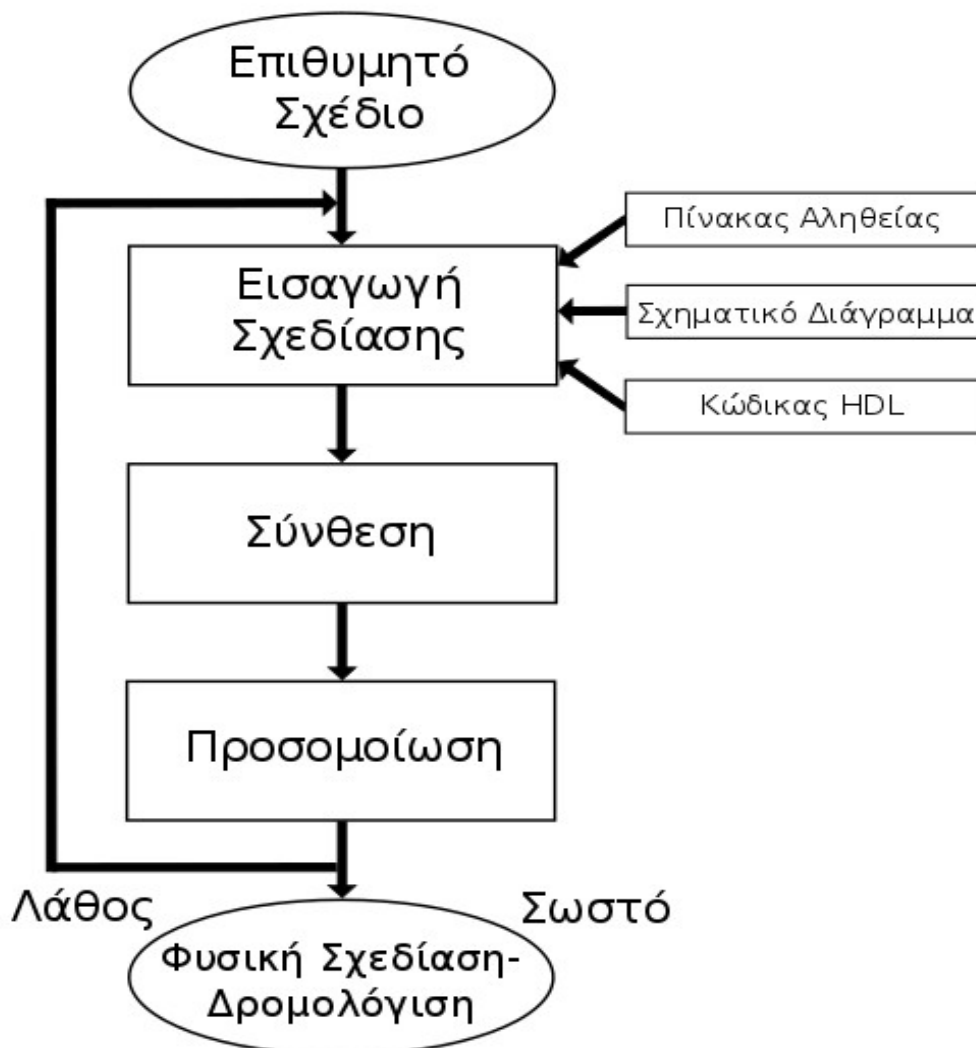 Επιθυμητό
Σχέδιο
Πίνακας Αληθείας
Εισαγωγή
Σχεδίασης
Σχηματικό Διάγραμμα
Κώδικας HDL
Σύνθεση
Προσομοίωση
Λάθος
Σωστό
Φυσική Σχεδίαση-
Δρομολόγιση